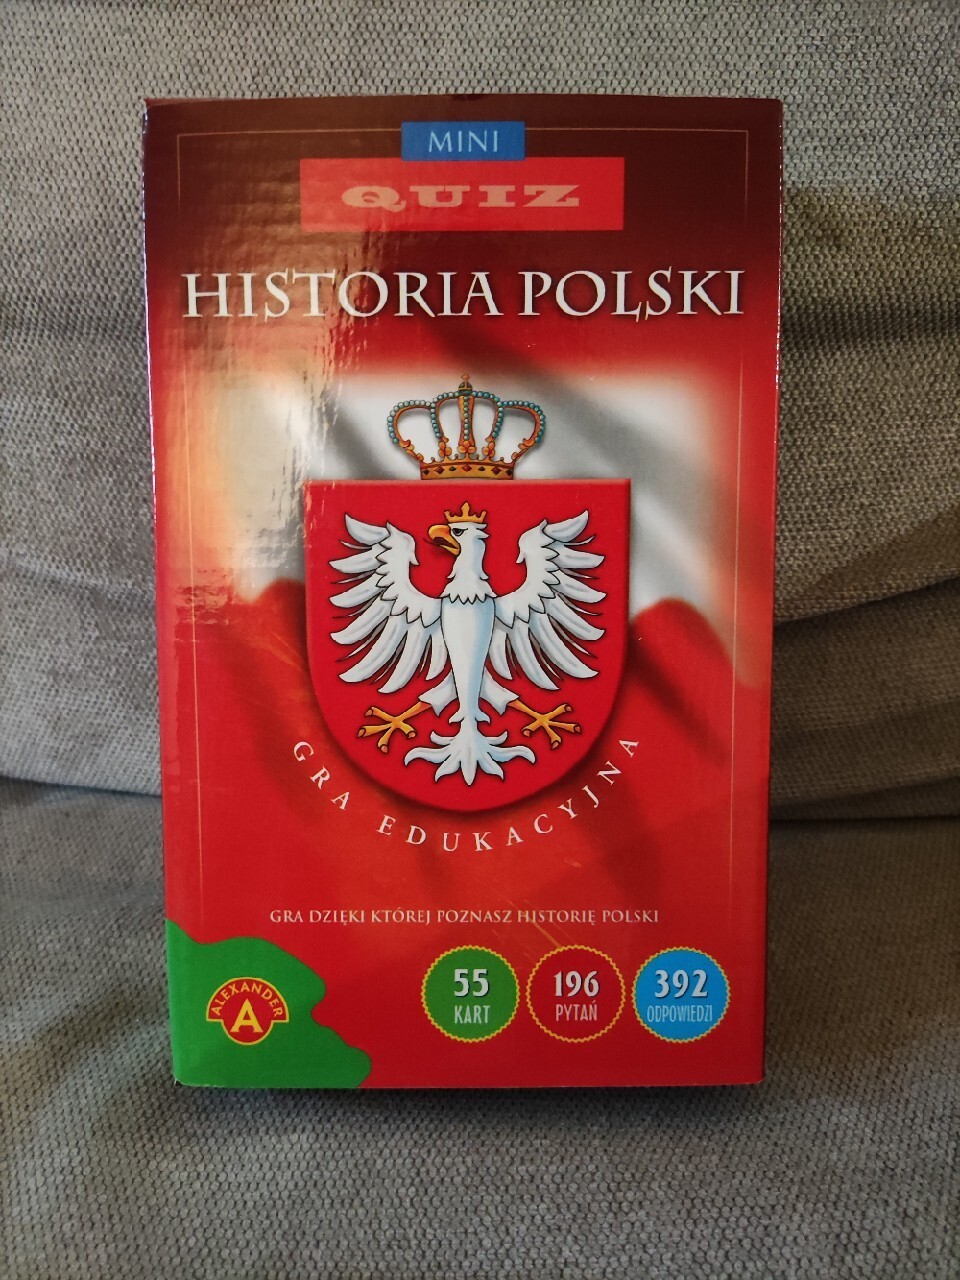 MINI
QUIZ
HISTORIA POLSKI
GRA EDUKACYJNA
GRA DZIĘKI KTÓREJ POZNASZ HISTORIĘ POLSKI
ALEXANDER
A
55
KART
196
PYTAŃ
392
ODPOWIEDZI